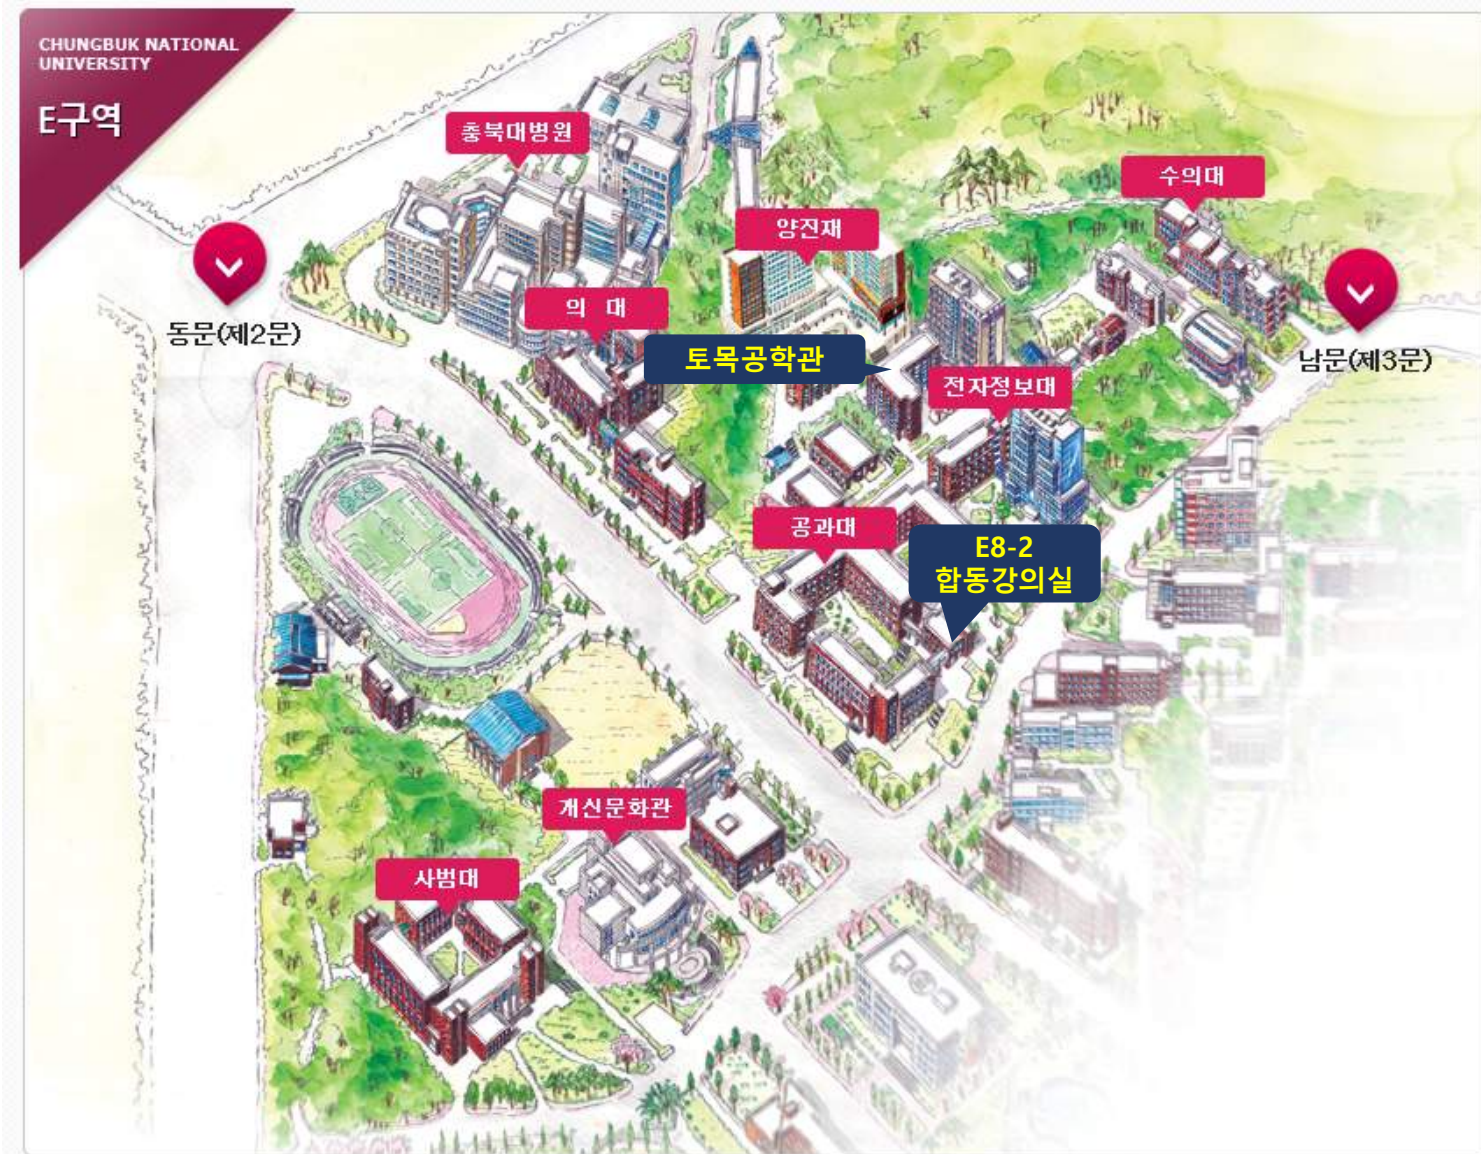 CHUNGBUK NATIONAL
UNIVERSITY
E구역
충북대병원
수의대
양진재
동문(제2문)
의 대
남문(제3문)
토목공학관
전자정보대
공과대
E8-2
합동강의실
개신문화관
사범대